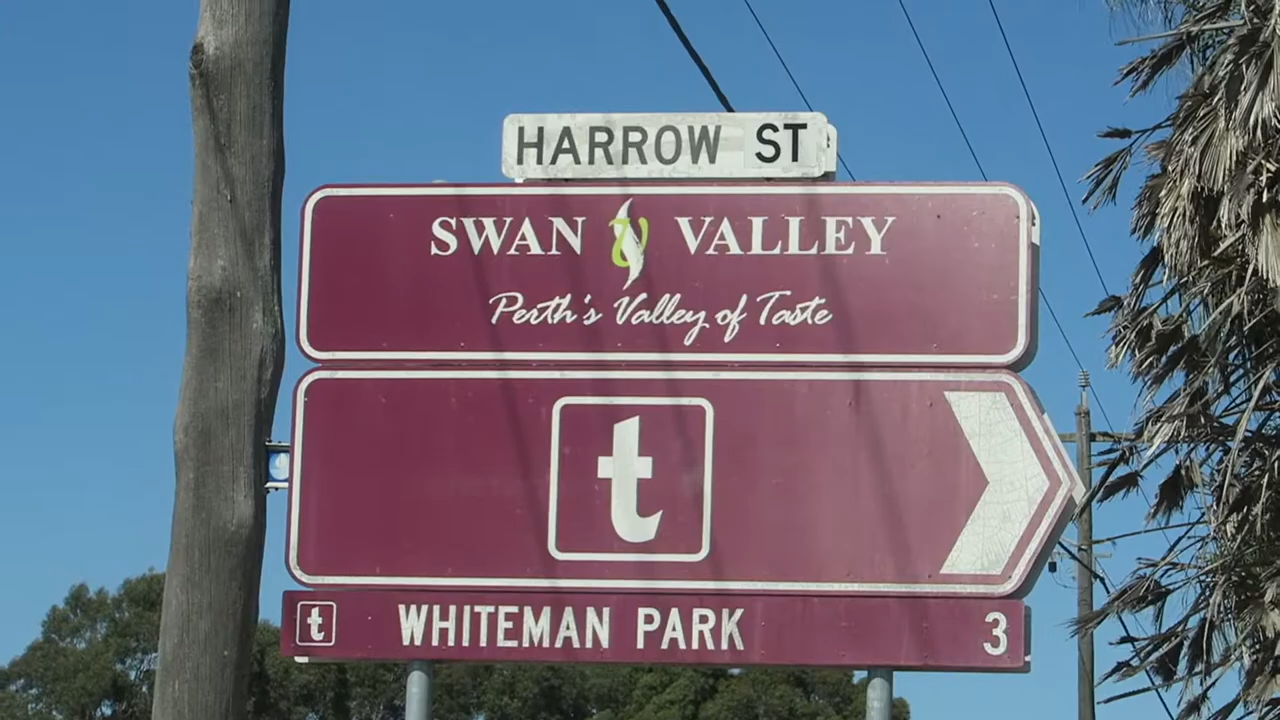 HARROW ST
SWAN VALLEY
Perth's Valley of Taste
t
t WHITEMAN PARK 3